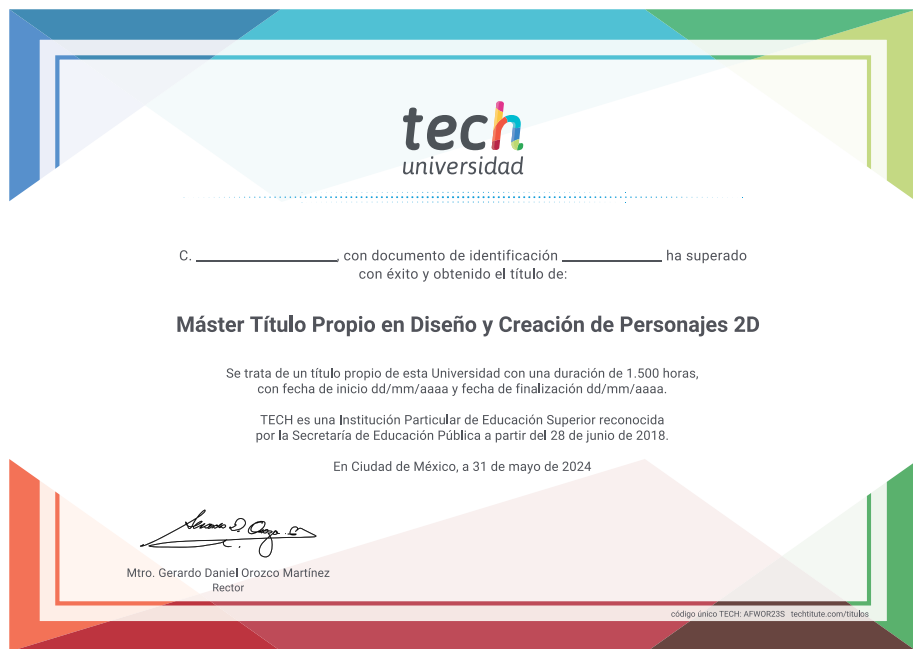 tech
universidad
C. ____________, con documento de identificación ____________ ha superado
con éxito y obtenido el título de:
Máster Título Propio en Diseño y Creación de Personajes 2D
Se trata de un título propio de esta Universidad con una duración de 1.500 horas,
con fecha de inicio dd/mm/aaaa y fecha de finalización dd/mm/aaaa.
TECH es una Institución Particular de Educación Superior reconocida
por la Secretaría de Educación Pública a partir del 28 de junio de 2018.
En Ciudad de México, a 31 de mayo de 2024
Mtro. Gerardo Daniel Orozco Martínez
Rector
código único TECH: AFWOR23S techtitute.com/titulos